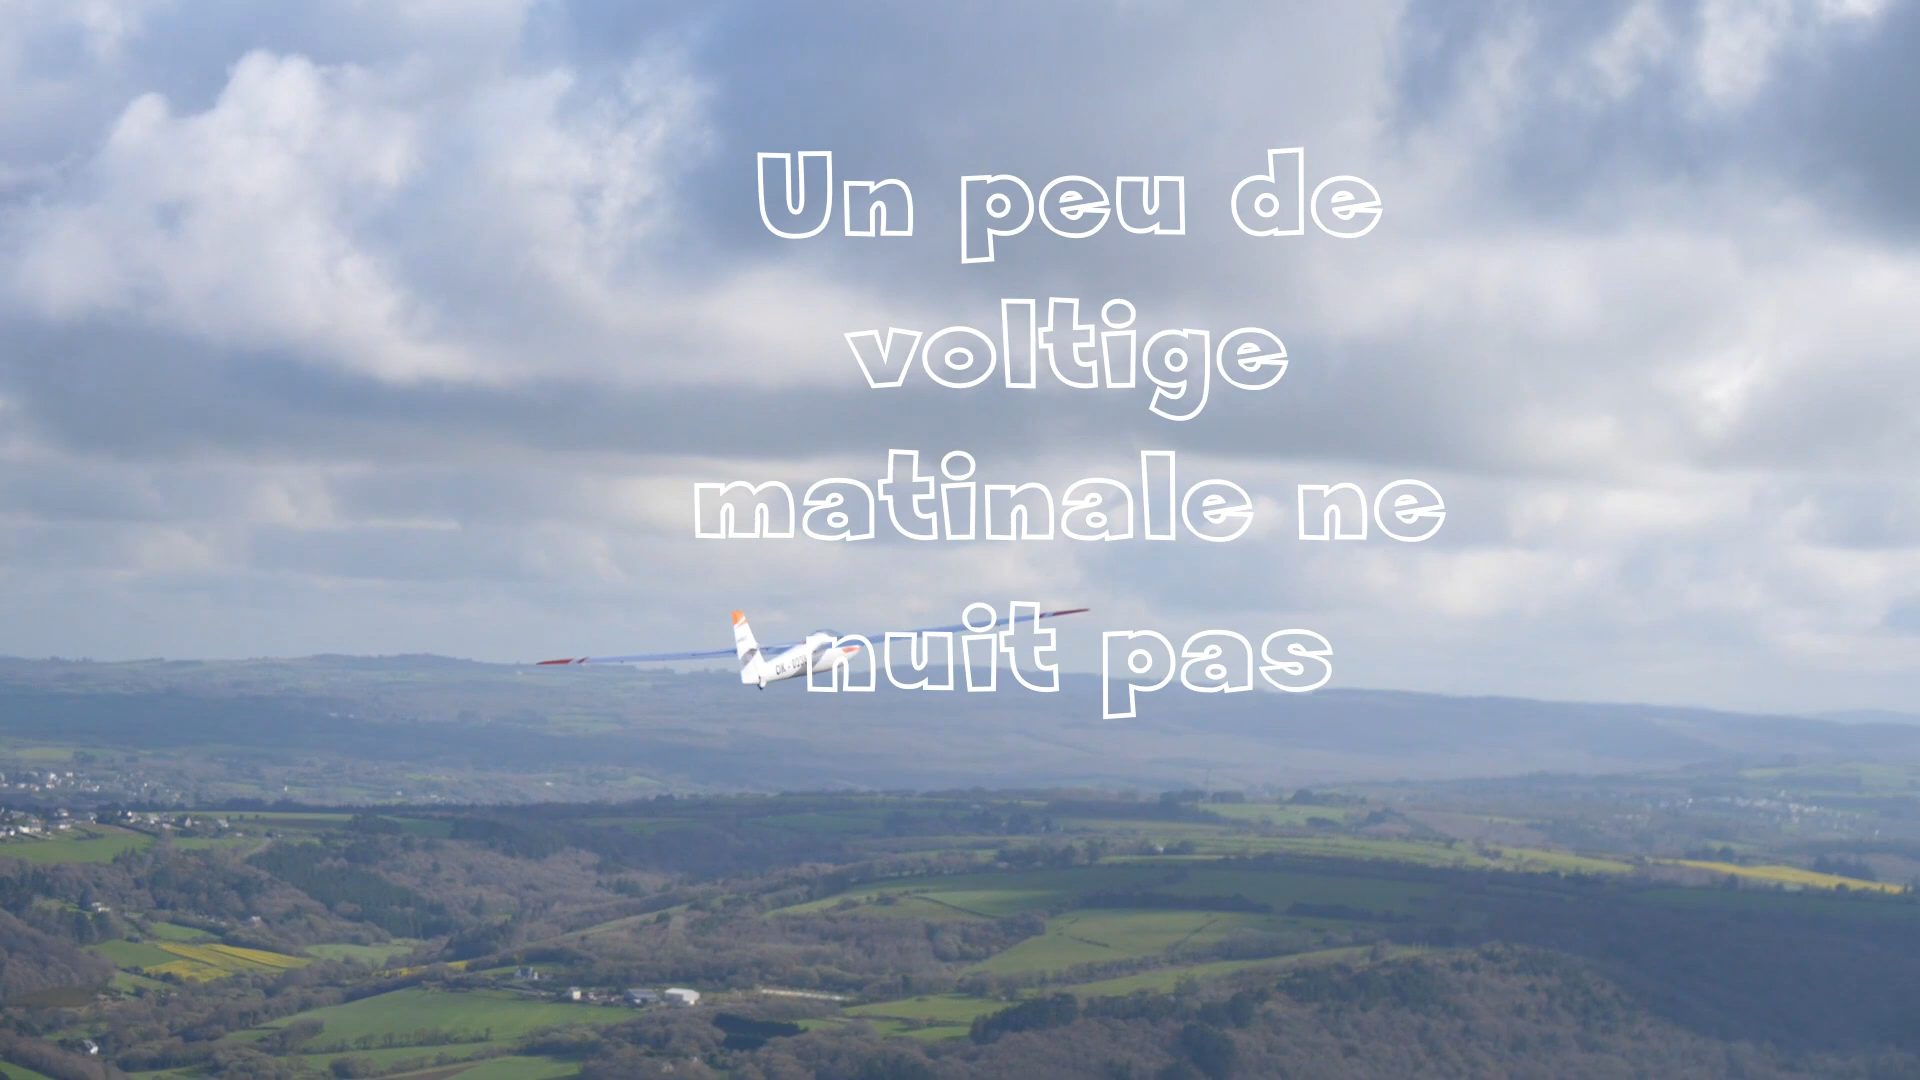 Un peu de
voltige
matinale ne
nuit pas